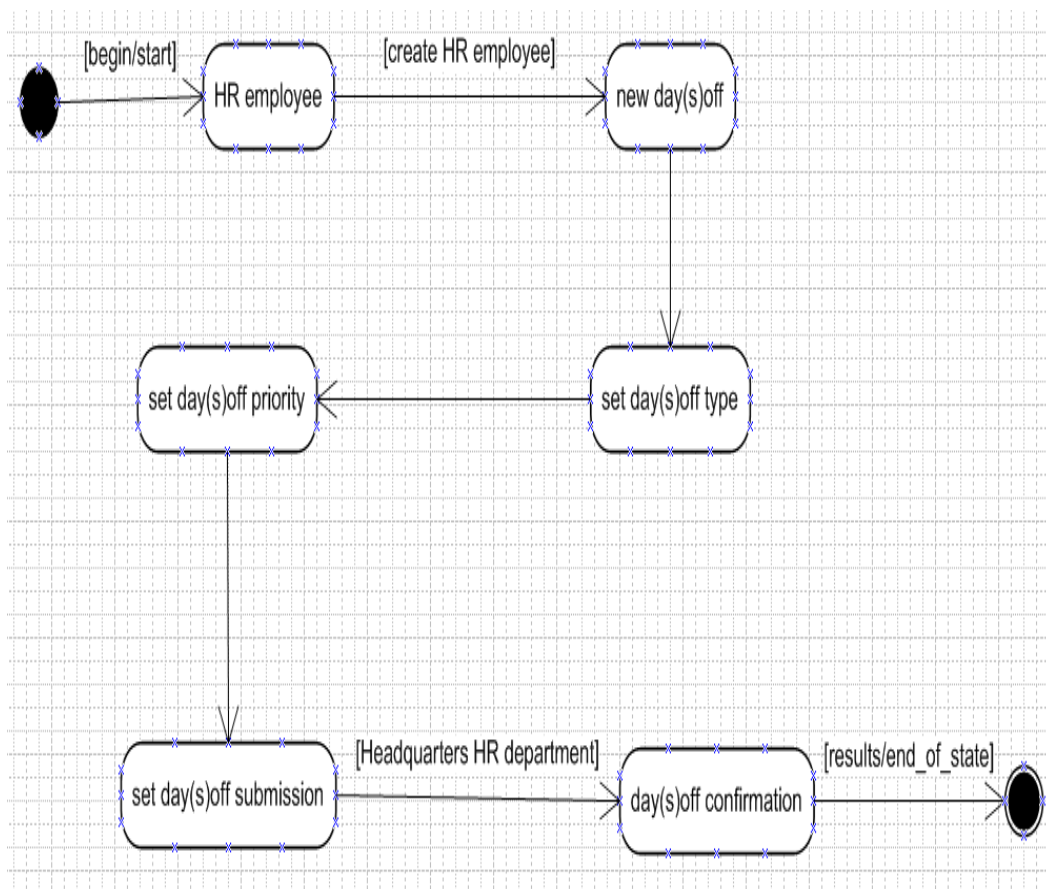 [begin/start]
HR employee
[create HR employee]
new day(s)off
set day(s)off type
set day(s)off priority
set day(s)off submission
[Headquarters HR department]
day(s)off confirmation
[results/end_of_state]